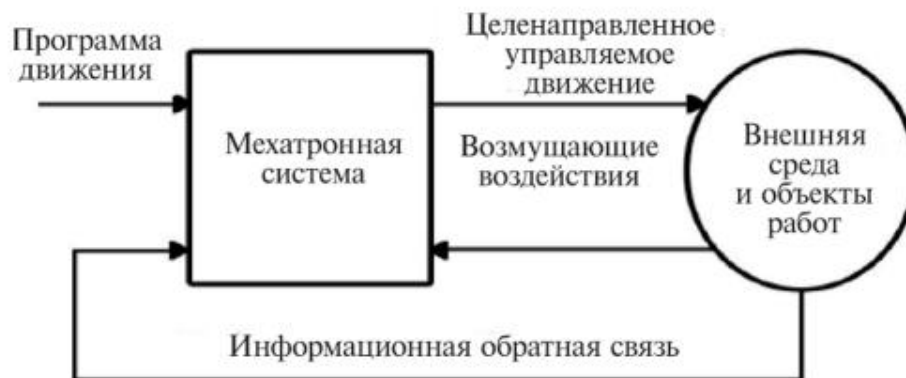 Программа
движения
Мехатронная
система
Целенаправленное
управляемое
движение
Возмущающие
воздействия
Внешняя
среда
и объекты
работ
Информационная обратная связь